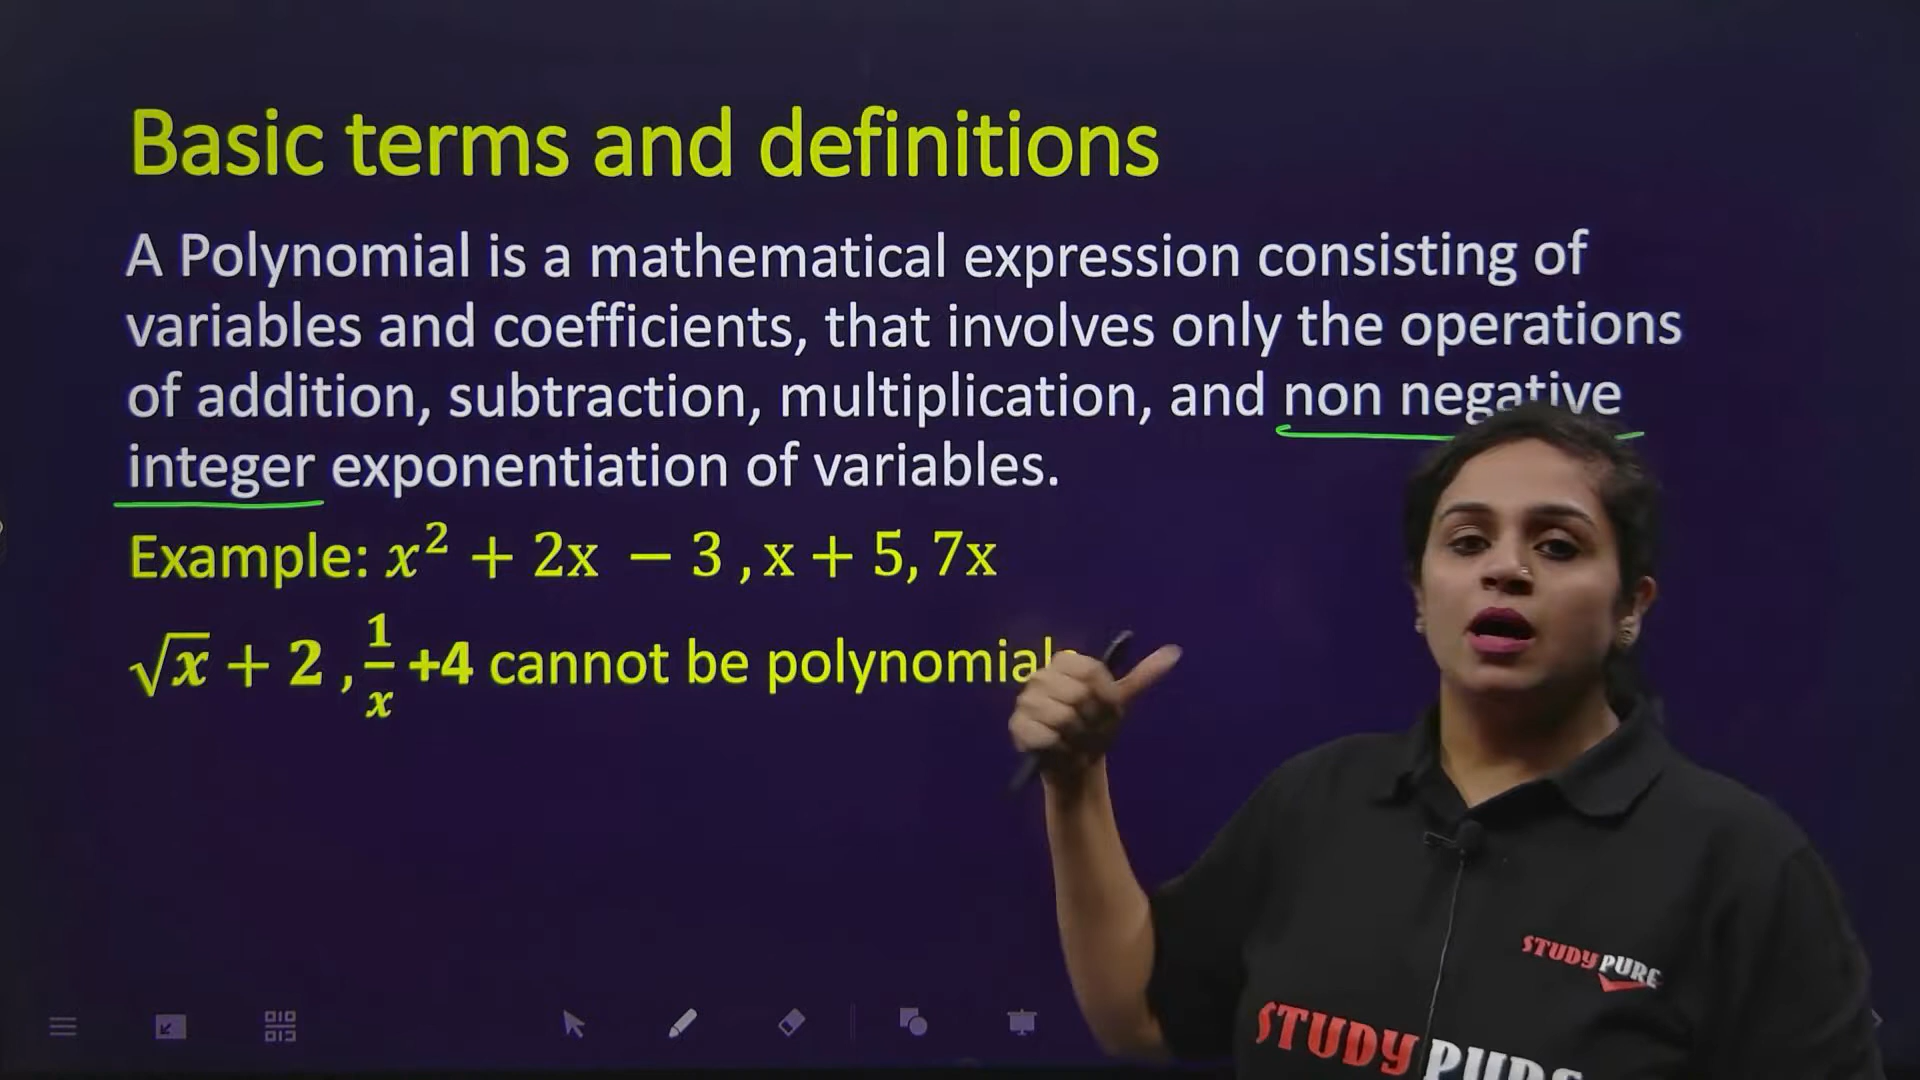 Basic terms and definitions
A Polynomial is a mathematical expression consisting of
variables and coefficients, that involves only the operations
of addition, subtraction, multiplication, and non negative
integer exponentiation of variables.
Example: x² + 2x − 3 , x + 5, 7x
√x + 2 , 1/x +4 cannot be polynomial
STUDY PURE
STUDY PURE